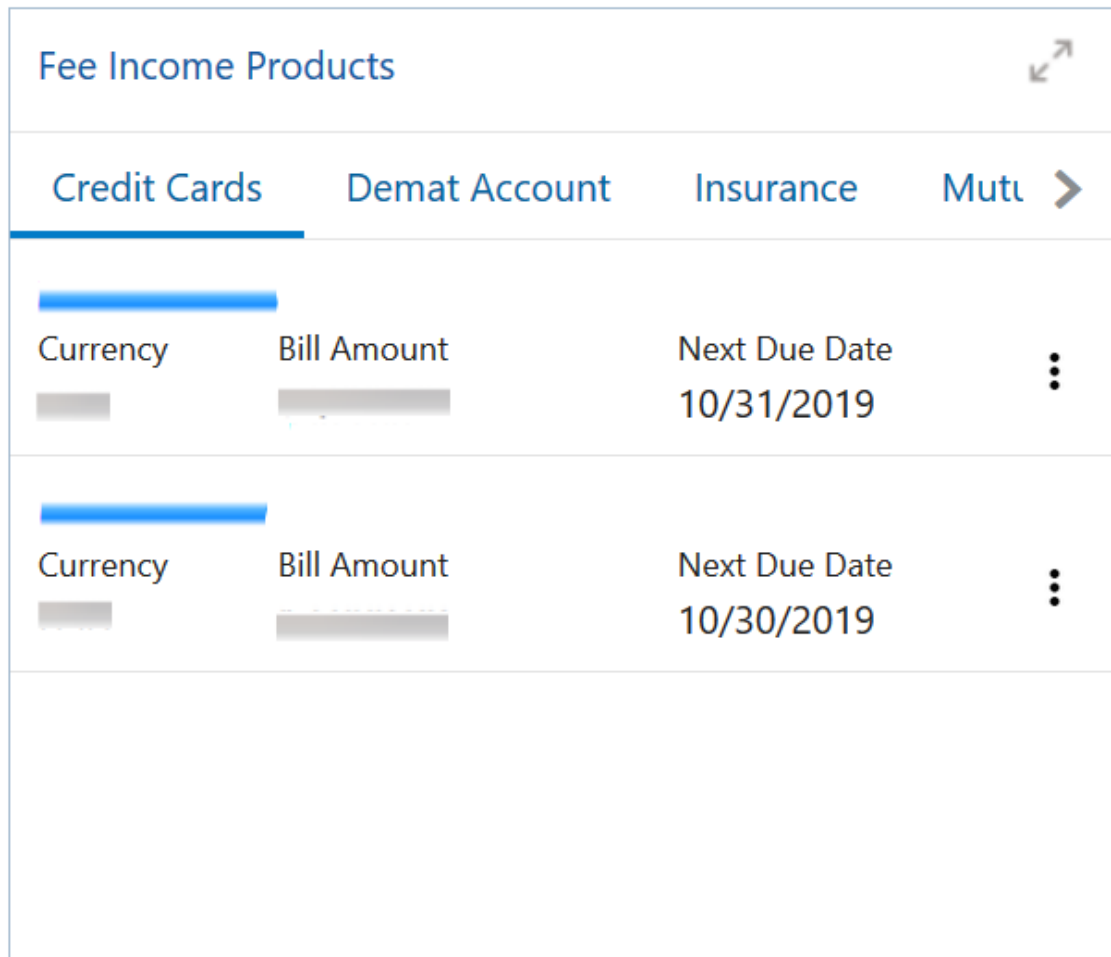 Fee Income Products
Credit Cards Demat Account Insurance Mutu
Currency Bill Amount Next Due Date
10/31/2019
Currency Bill Amount Next Due Date
10/30/2019